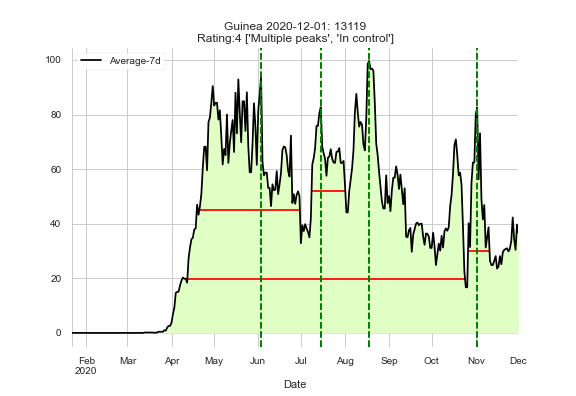 Guinea 2020-12-01: 13119
Rating:4 ['Multiple peaks', 'In control']
Average-7d
100
80
60
40
20
0
Feb Mar Apr May Jun Jul Aug Sep Oct Nov Dec
2020
Date